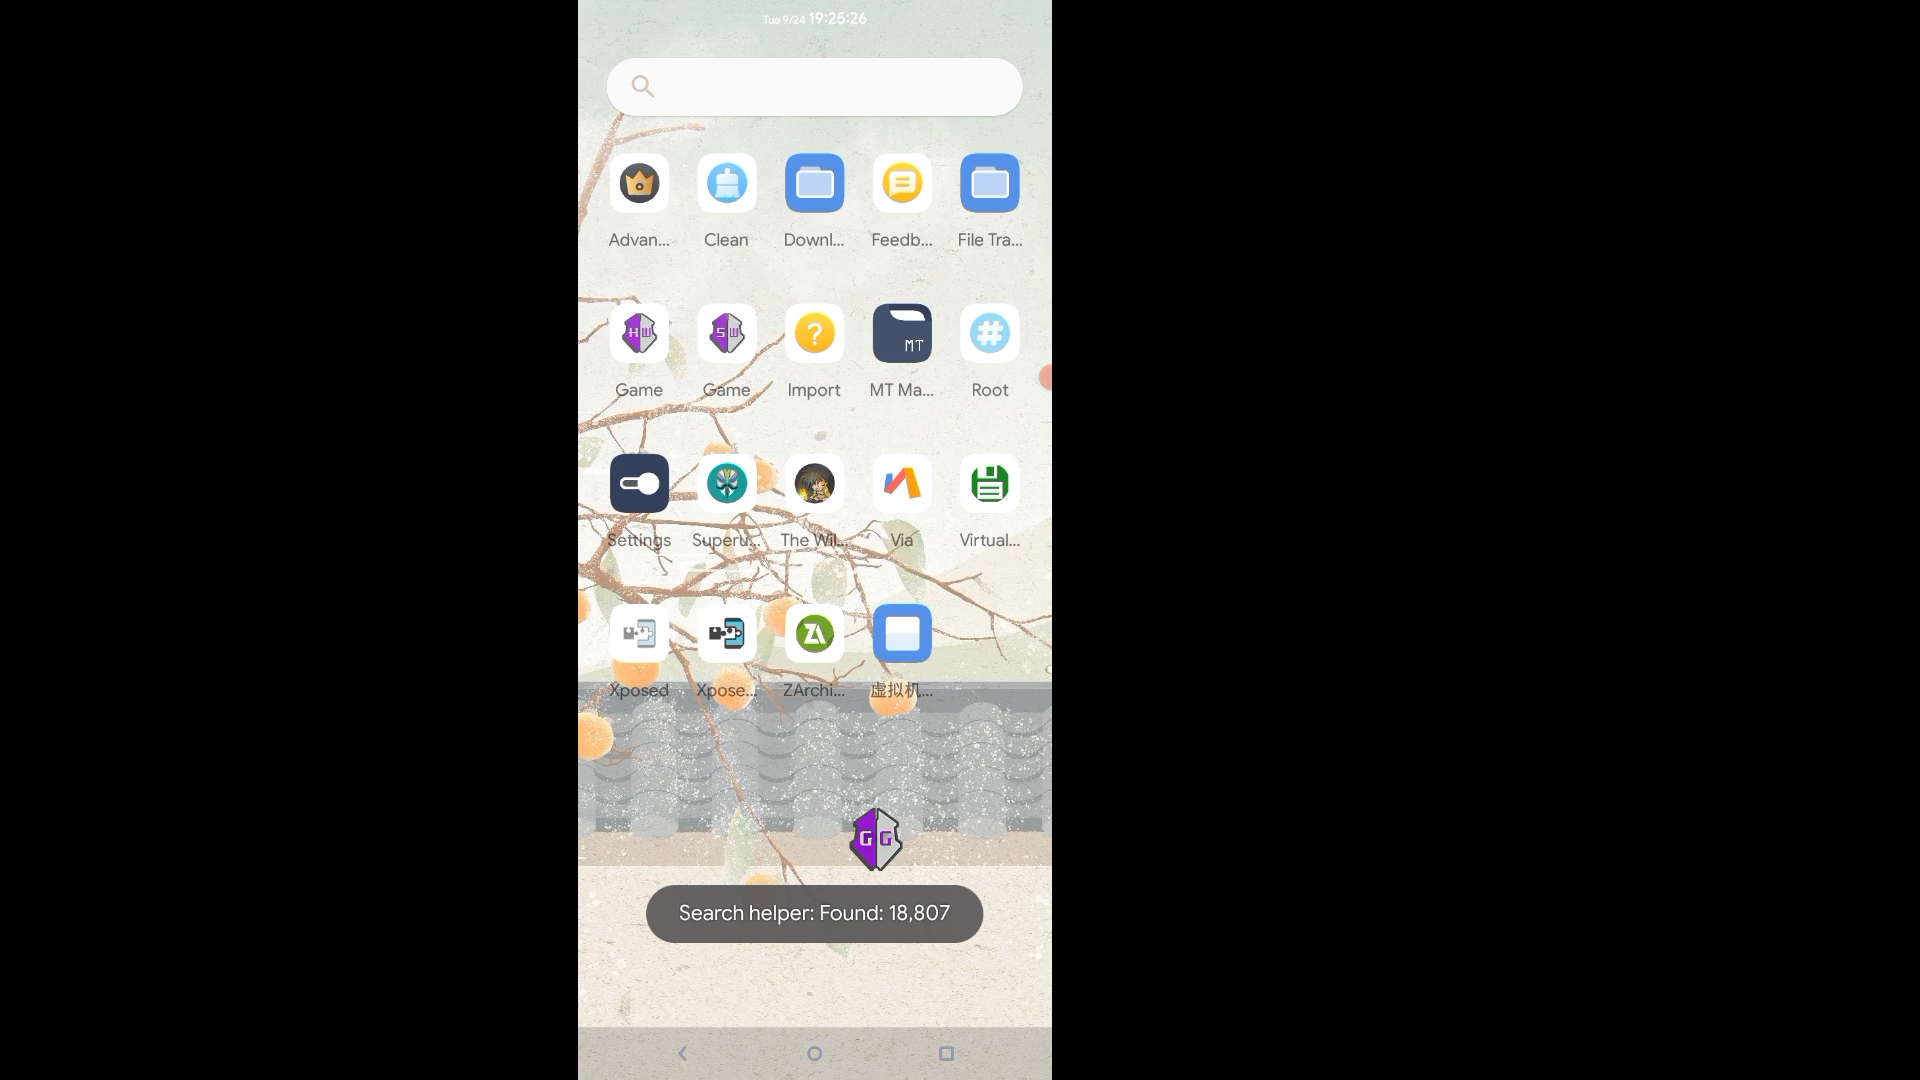 Tue 9/24 19:25:26
Advan...
Clean
Downl...
Feedb...
File Tra...
HW
SW
MT
Game
Game
Import
MT Ma...
Root
Settings
Superu...
The Wil...
Via
Virtual...
ZA
Xposed
Xpose...
ZArchi...
虚拟机...
GG
Search helper: Found: 18,807